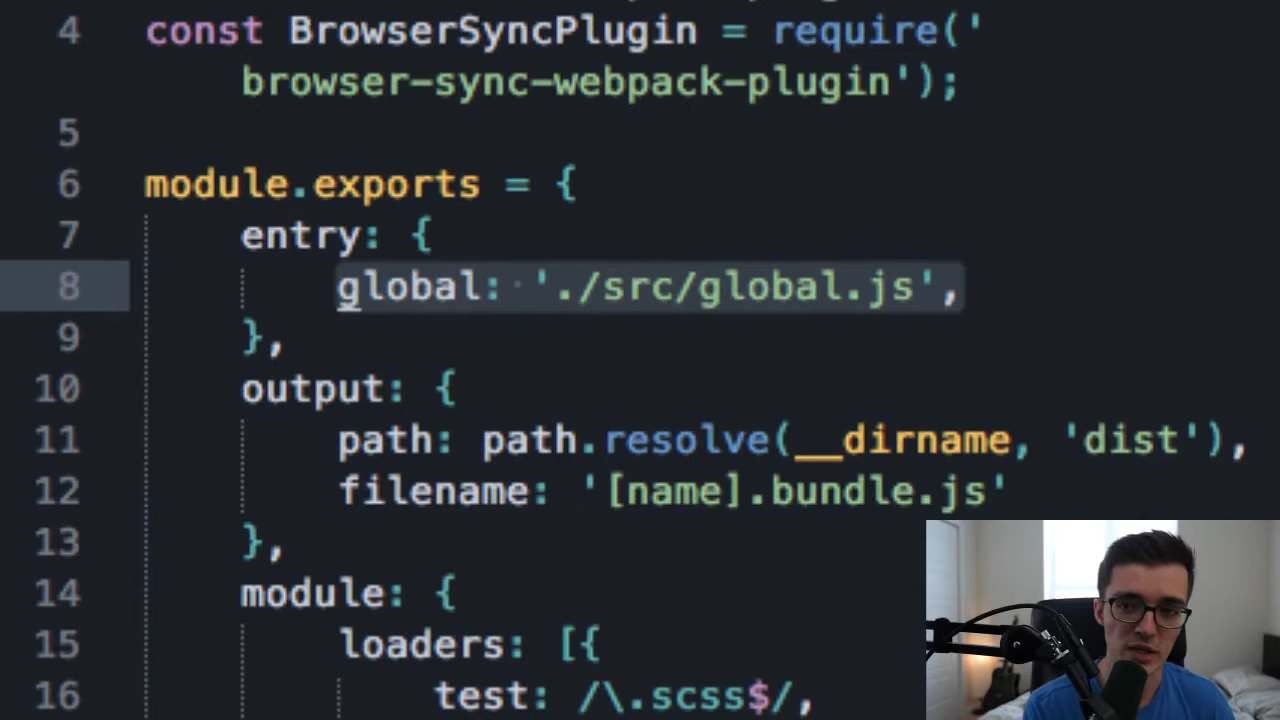 4 const BrowserSyncPlugin = require('
browser-sync-webpack-plugin');
5
6 module.exports = {
7 entry: {
8 global: './src/global.js',
9 },
10 output: {
11 path: path.resolve(__dirname, 'dist'),
12 filename: '[name].bundle.js'
13 },
14 module: {
15 loaders: [{
16 test: /\.scss$/,